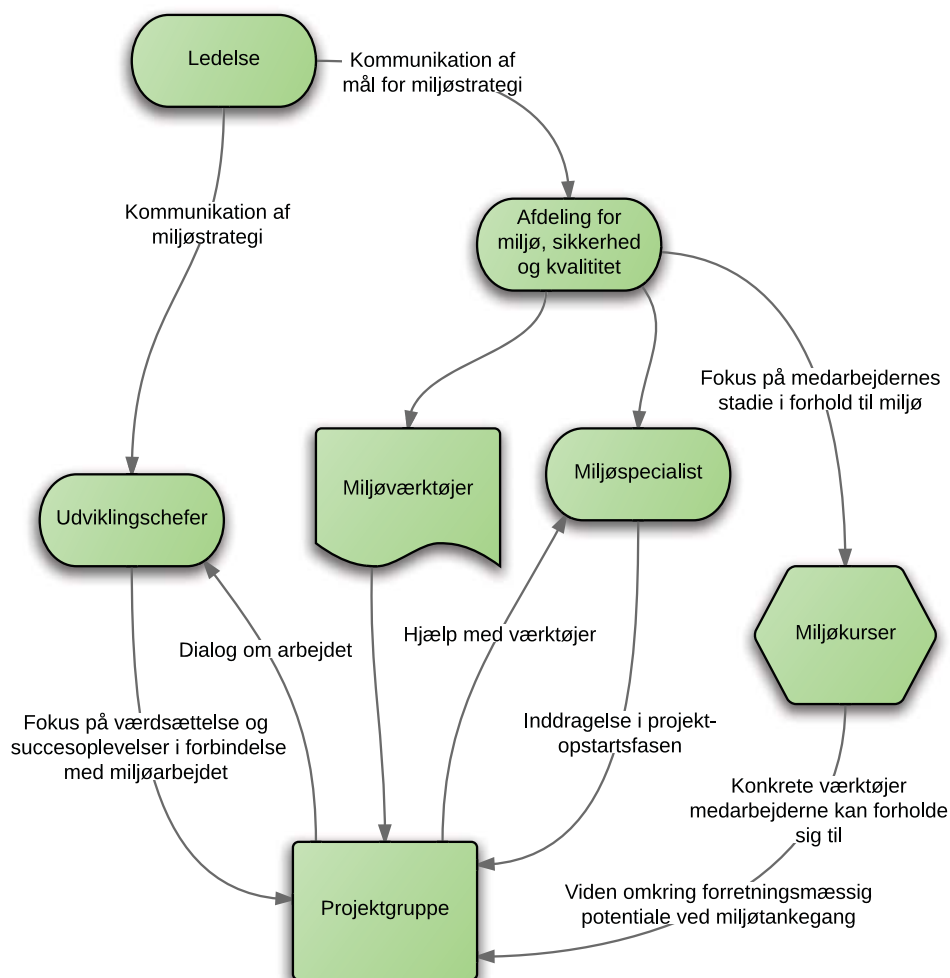 Ledelse
Kommunikation af
mål for miljøstrategi
Kommunikation af
miljøstrategi
Afdeling for
miljø, sikkerhed
og kvalititet
Fokus på medarbejdernes
stadie i forhold til miljø
Miljøværktøjer
Miljøspecialist
Udviklingschefer
Miljøkurser
Dialog om arbejdet
Hjælp med værktøjer
Fokus på værdsættelse og
succesoplevelser i forbindelse
med miljøarbejdet
Inddragelse i projekt-
opstartsfasen
Konkrete værktøjer
medarbejderne kan forholde
sig til
Viden omkring forretningsmæssig
potentiale ved miljøtankegang
Projektgruppe